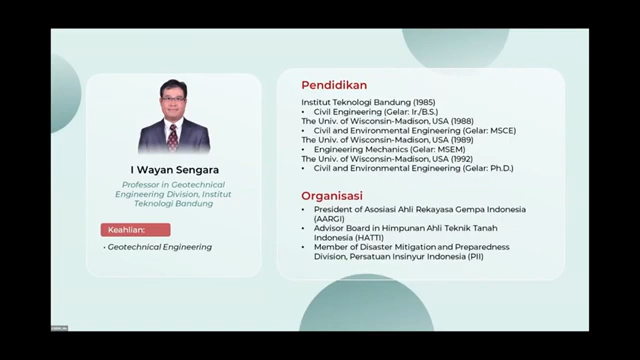 I Wayan Sengara
Professor in Geotechnical
Engineering Division, Institut
Teknologi Bandung
Keahlian:
• Geotechnical Engineering
Pendidikan
Institut Teknologi Bandung (1985)
• Civil Engineering (Gelar: Ir./B.S.)
The Univ. of Wisconsin-Madison, USA (1988)
• Civil and Environmental Engineering (Gelar: MSCE)
The Univ. of Wisconsin-Madison, USA (1989)
• Engineering Mechanics (Gelar: MSEM)
The Univ. of Wisconsin-Madison, USA (1992)
• Civil and Environmental Engineering (Gelar: Ph.D.)
Organisasi
• President of Asosiasi Ahli Rekayasa Gempa Indonesia
(AARGI)
• Advisor Board in Himpunan Ahli Teknik Tanah
Indonesia (HATTI)
• Member of Disaster Mitigation and Preparedness
Division, Persatuan Insinyur Indonesia (PII)